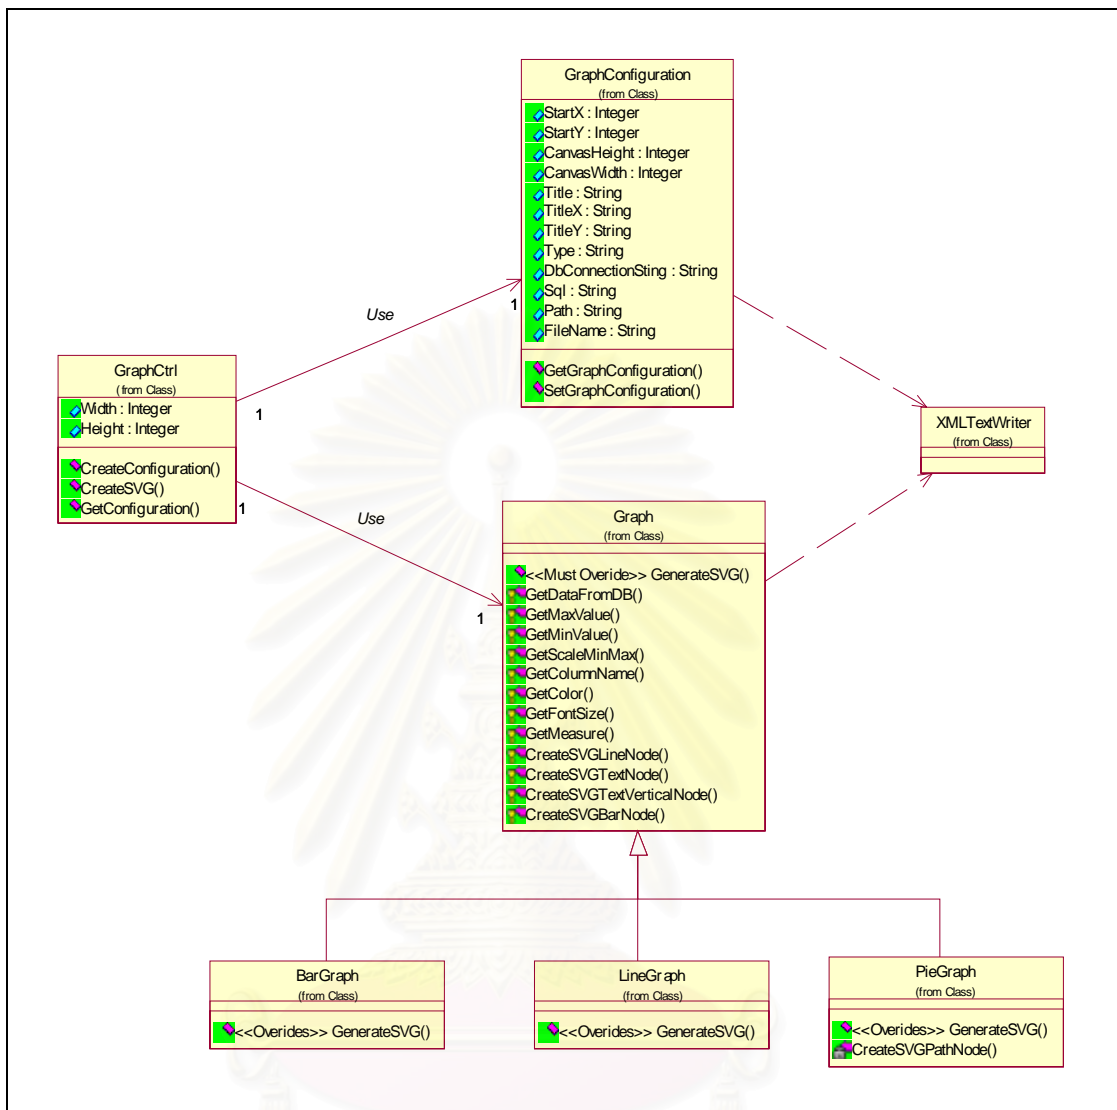 GraphConfiguration
(from Class)
StartX : Integer
StartY : Integer
CanvasHeight : Integer
CanvasWidth : Integer
Title : String
TitleX : String
TitleY : String
Type : String
DbConnectionSting : String
Sql : String
Path : String
FileName : String
GetGraphConfiguration()
SetGraphConfiguration()
Use
1
GraphCtrl
(from Class)
Width : Integer
Height : Integer
CreateConfiguration()
CreateSVG()
GetConfiguration()
1
1
Use
1
XMLTextWriter
(from Class)
Graph
(from Class)
<<Must Overide>> GenerateSVG()
GetDataFromDB()
GetMaxValue()
GetMinValue()
GetScaleMinMax()
GetColumnName()
GetColor()
GetFontSize()
GetMeasure()
CreateSVGLineNode()
CreateSVGTextNode()
CreateSVGTextVerticalNode()
CreateSVGBarNode()
BarGraph
(from Class)
<<Overides>> GenerateSVG()
LineGraph
(from Class)
<<Overides>> GenerateSVG()
PieGraph
(from Class)
<<Overides>> GenerateSVG()
CreateSVGPathNode()